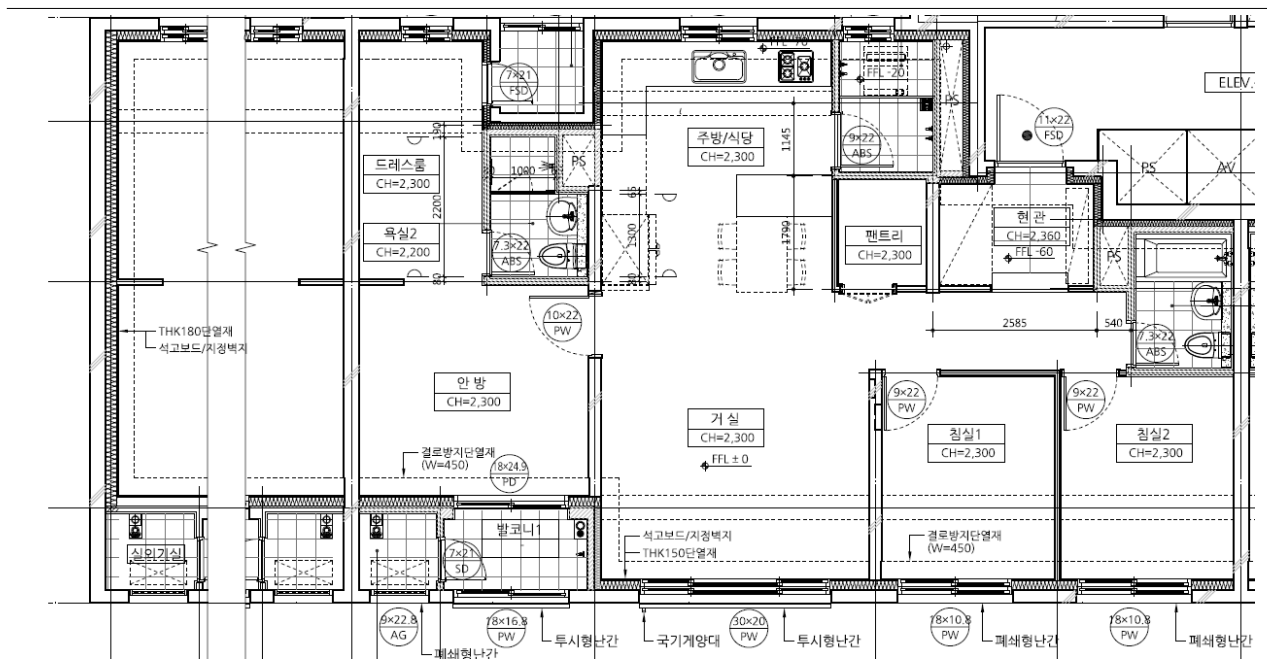 FFL -70
7×21
FSD
FFL -20
PS
ELEV.
11×22
FSD
190
주방/식당
CH=2,300
1145
9×22
ABS
드레스룸
CH=2,300
1000
PS
PS
AV
2200
65
현 관
CH=2,360
FFL -60
욕실2
CH=2,200
7.3×22
ABS
1300
1790
팬트리
CH=2,300
PS
80
10×22
PW
THK180단열재
석고보드/지정벽지
2585
540
7.3×22
ABS
안 방
CH=2,300
9×22
PW
9×22
PW
거 실
CH=2,300
FFL ± 0
침실1
CH=2,300
침실2
CH=2,300
결로방지단열재
(W=450)
18×24.9
PD
발코니1
실외기실
7×21
SD
석고보드/지정벽지
THK150단열재
결로방지단열재
(W=450)
9×22.8
AG
폐쇄형난간
18×16.8
PW
투시형난간
국기게양대
30×20
PW
투시형난간
18×10.8
PW
폐쇄형난간
18×10.8
PW
폐쇄형난간